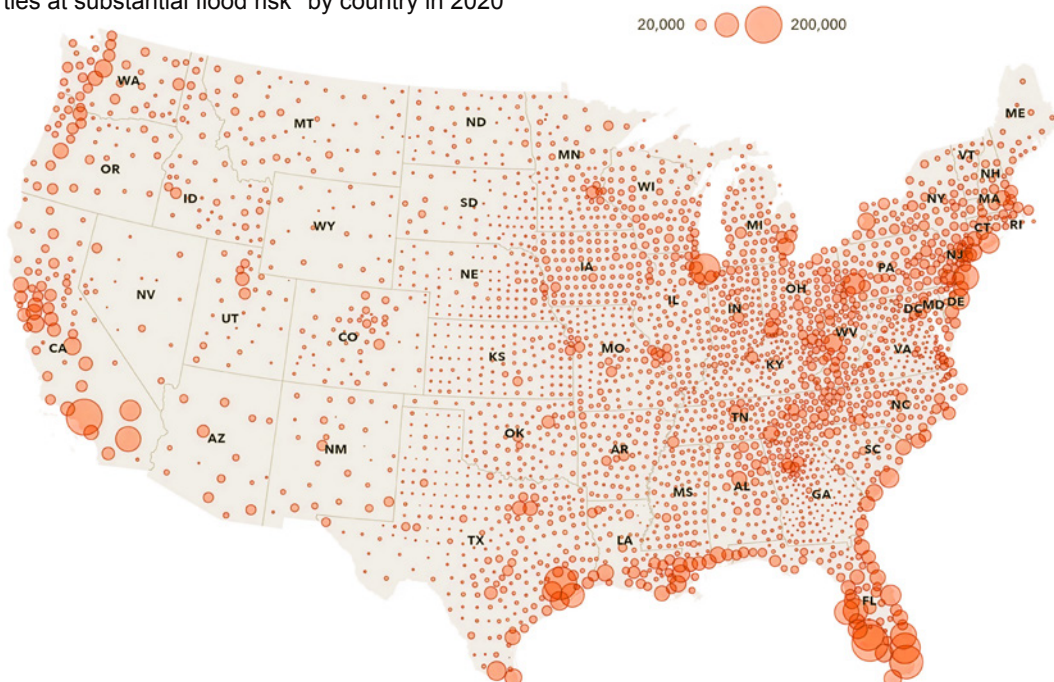 ties at substantial flood risk" by country in 2020
20,000 200,000
WA
ME
MT
ND
VT
MN
OR
NH
WI
ID
SD
NY
MA
WY
MI
CT RI
NJ
IA
PA
NE
NV
OH
IL
IN
DC MD DE
UT
CO
WV
CA
KS
MO
VA
KY
NC
TN
AZ
OK
NM
AR
SC
AL
MS
GA
TX
LA
FL